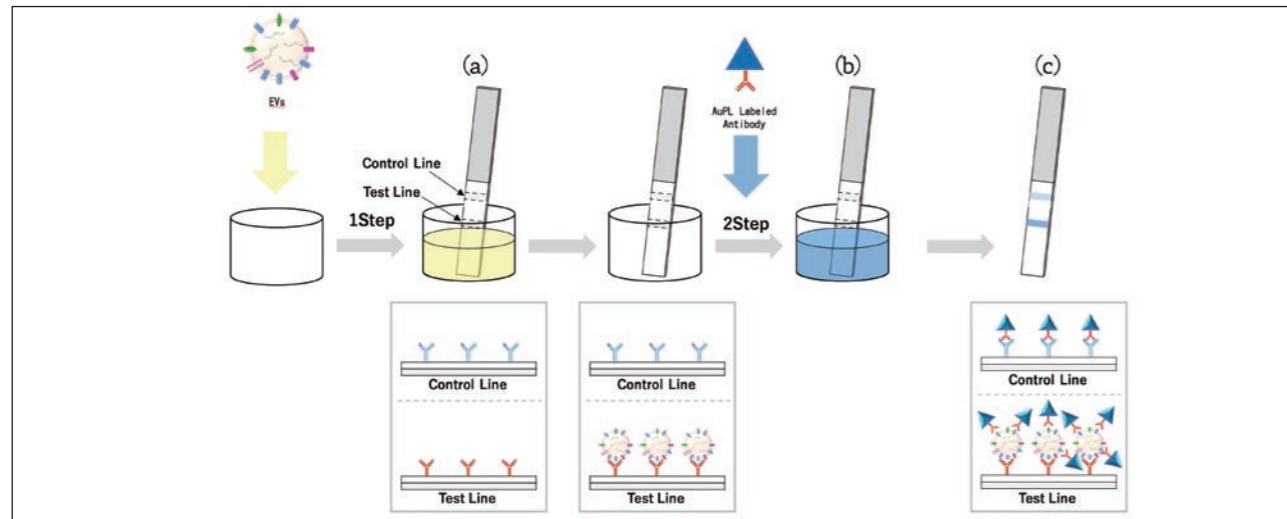 EVs
(a)
Control Line
Test Line
1Step
AuPL Labeled
Antibody
2Step
(b)
(c)
Control Line
Test Line
Control Line
Test Line
Control Line
Test Line